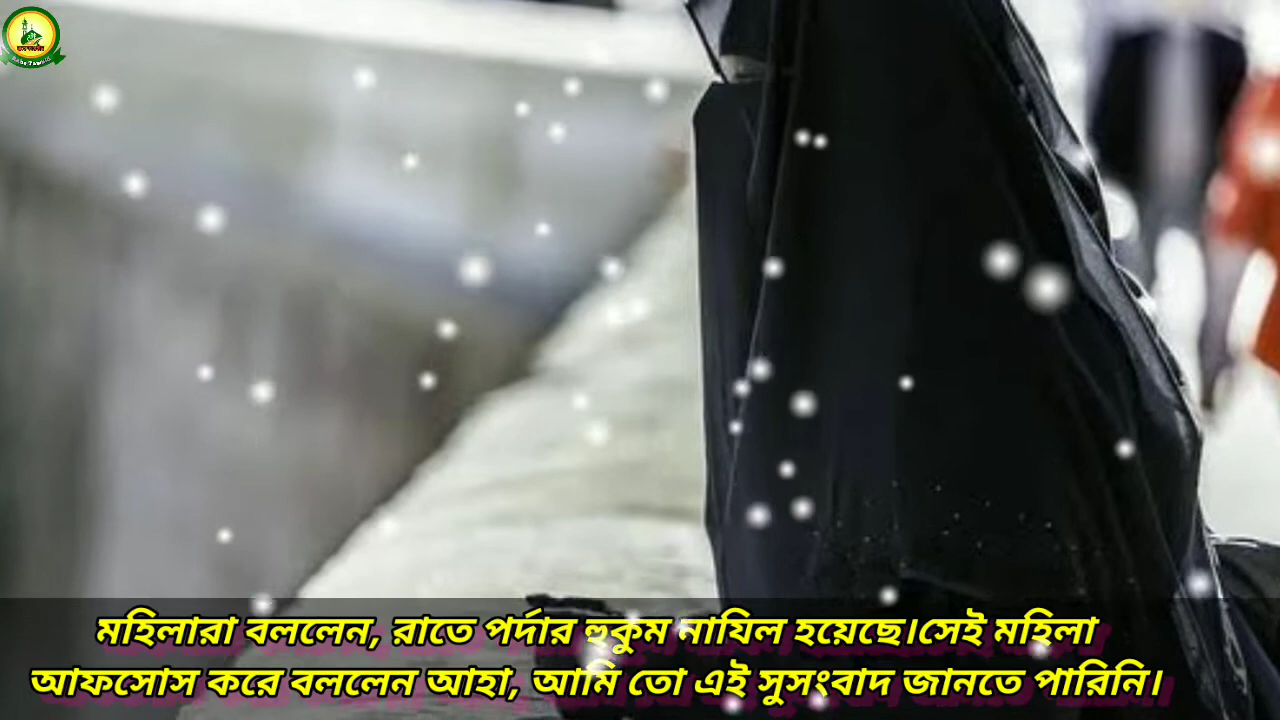 মহিলারা বললেন, রাতে পর্দার হুকুম নাযিল হয়েছে।সেই মহিলা
আফসোস করে বললেন আহা, আমি তো এই সুসংবাদ জানতে পারিনি।